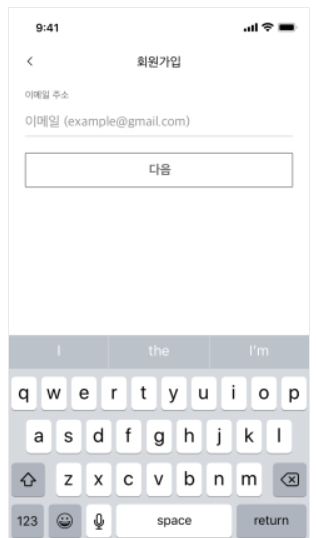 9:41
회원가입
이메일 주소
이메일 (example@gmail.com)
다음
I the I'm
q w e r t y u i o p
a s d f g h j k l
z x c v b n m
123 space return